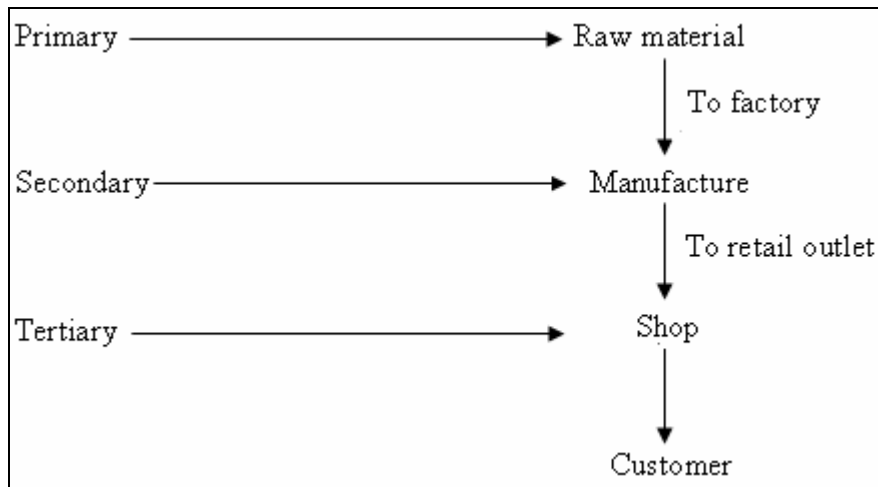 Primary
Raw material
To factory
Secondary
Manufacture
To retail outlet
Tertiary
Shop
Customer